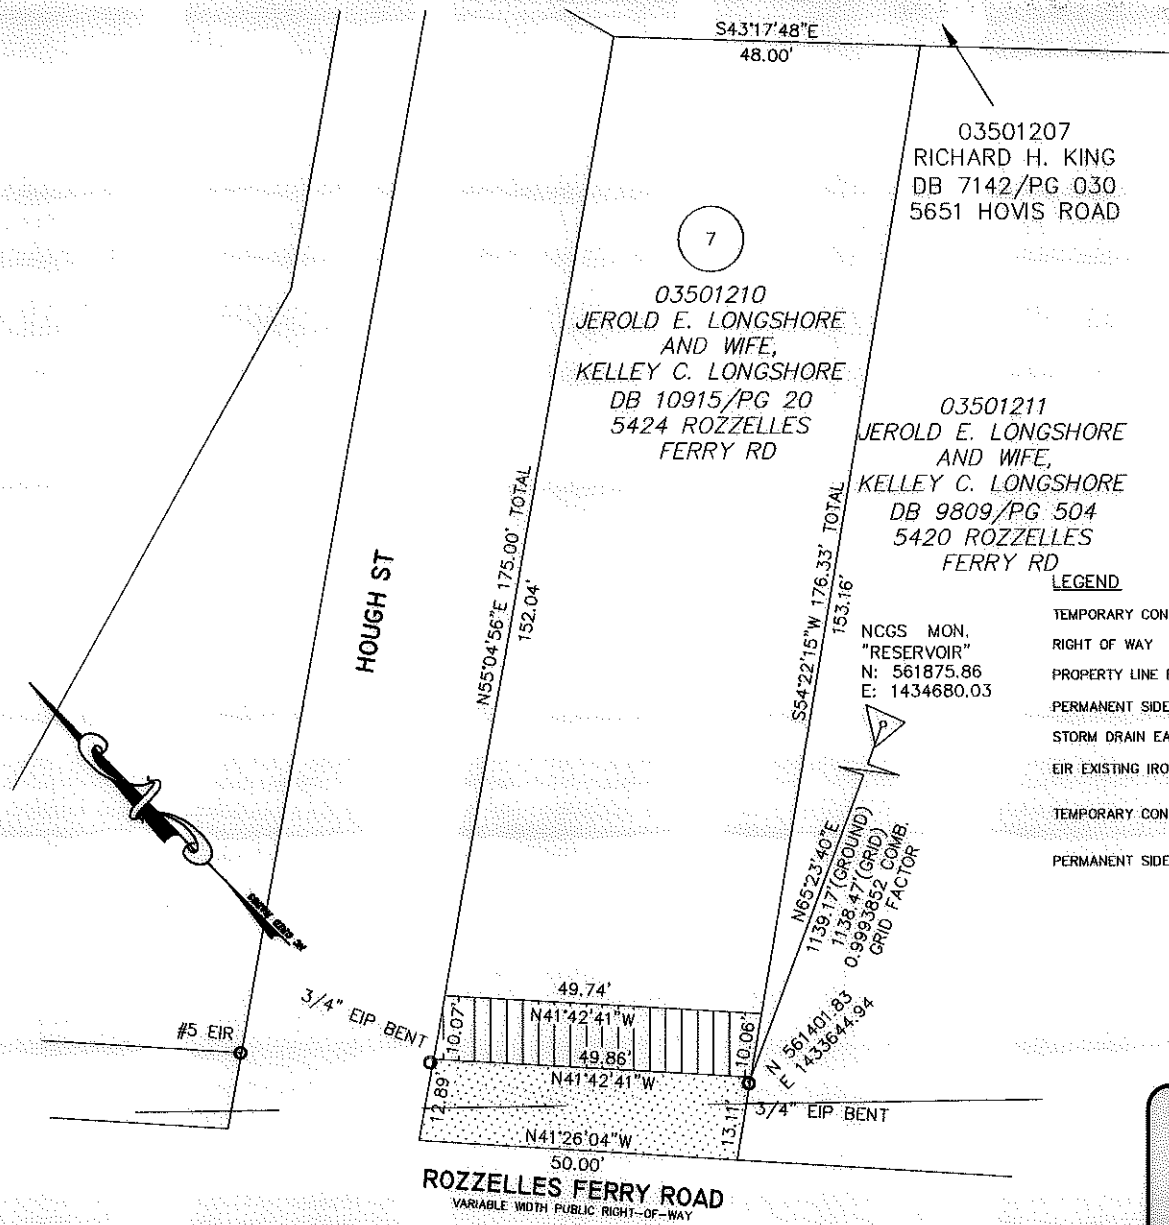 S43°17'48"E
48.00'
03501207
RICHARD H. KING
DB 7142/PG 030
5651 HOVIS ROAD
7
03501210
JEROLD E. LONGSHORE
AND WIFE,
KELLEY C. LONGSHORE
DB 10915/PG 20
5424 ROZZELLES
FERRY RD
03501211
JEROLD E. LONGSHORE
AND WIFE,
KELLEY C. LONGSHORE
DB 9809/PG 504
5420 ROZZELLES
FERRY RD
HOUGH ST
N55°04'56"E 175.00' TOTAL
152.04'
S54°22'15"W 176.33' TOTAL
153.16'
NCGS MON.
"RESERVOIR"
N: 561875.86
E: 1434680.03
LEGEND
TEMPORARY CON
RIGHT OF WAY
PROPERTY LINE
PERMANENT SIDE
STORM DRAIN EA
EIR EXISTING IRO
TEMPORARY CON
PERMANENT SIDE
N65°23'40"E
1139.17'(GROUND)
1138.47'(GRID)
0.9993852 COMB.
GRID FACTOR
N 561401.83
E 1433644.94
#5 EIR
3/4" EIP BENT
49.74'
N41°42'41"W
10.07'
10.06'
49.86'
N41°42'41"W
12.89'
13.11'
3/4" EIP BENT
N41°26'04"W
50.00'
ROZZELLES FERRY ROAD
VARIABLE WIDTH PUBLIC RIGHT-OF-WAY